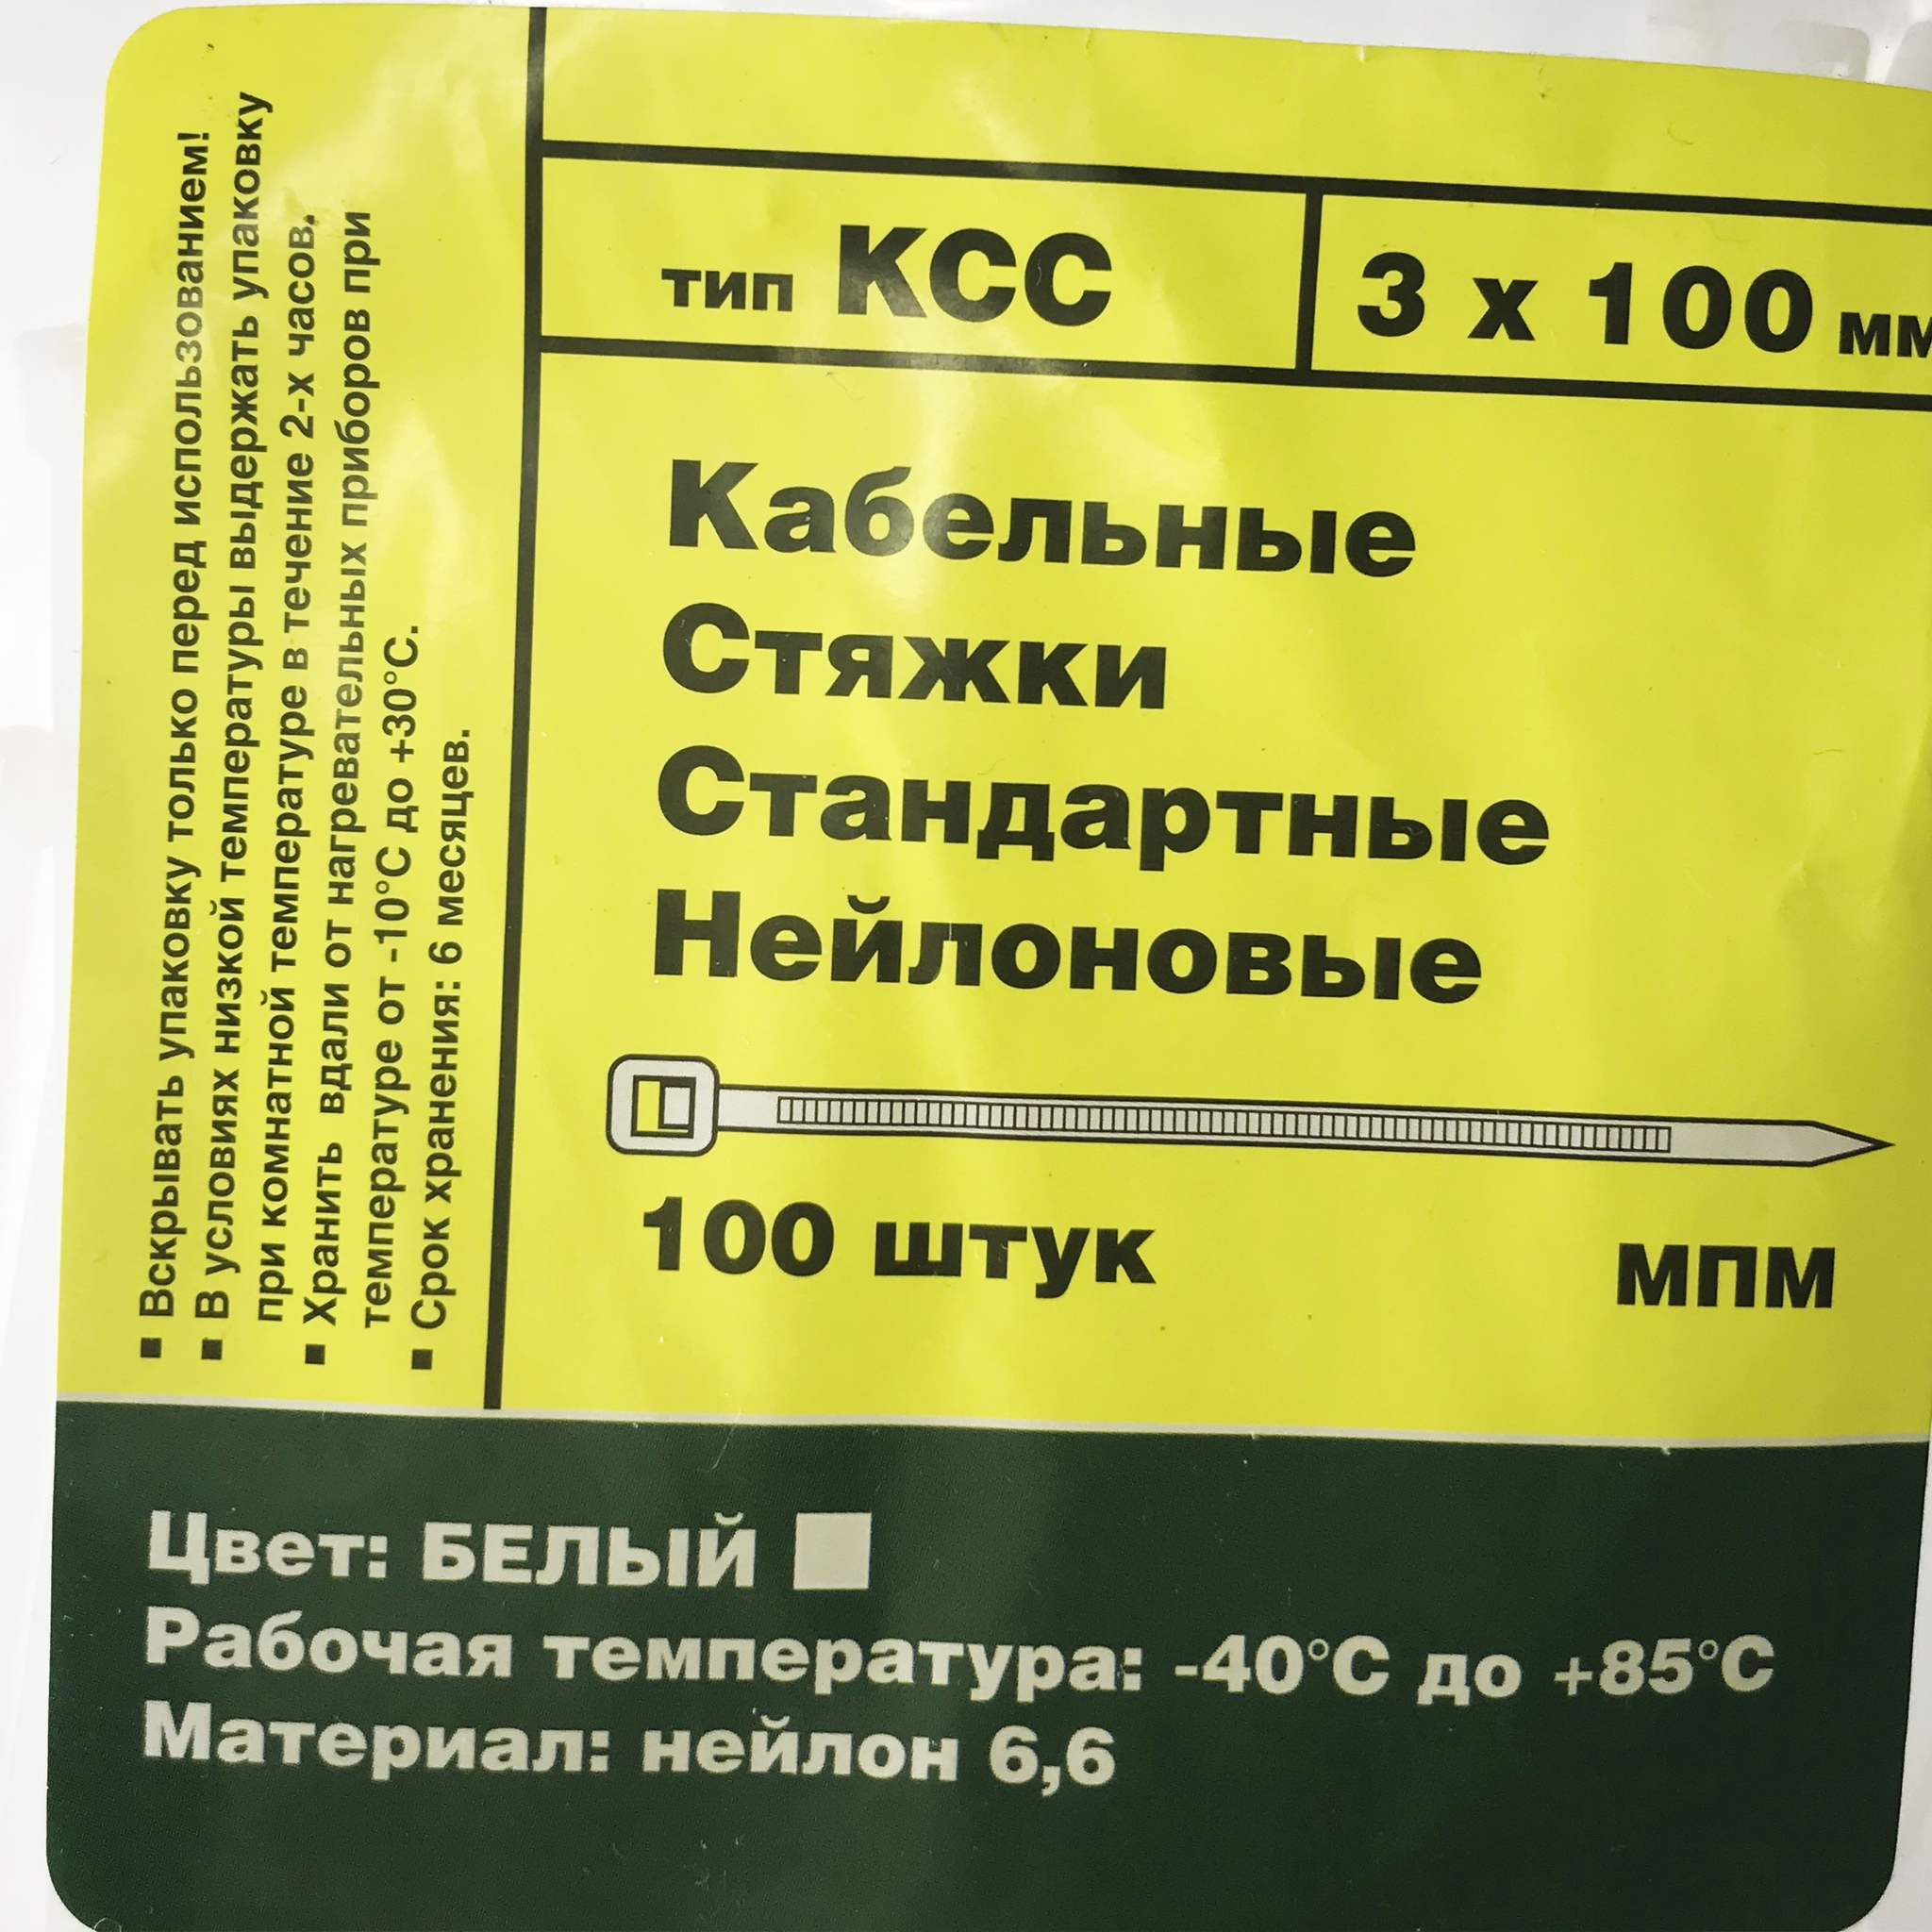 Вскрывать упаковку только перед использованием!
В условиях низкой температуры выдержать упаковку
при комнатной температуре в течение 2-х часов.
Хранить вдали от нагревательных приборов при
температуре от -10°С до +30°С.
Срок хранения: 6 месяцев.
тип КСС 3 х 100 мм
Кабельные
Стяжки
Стандартные
Нейлоновые
100 штук МПМ
Цвет: БЕЛЫЙ
Рабочая температура: -40°С до +85°С
Материал: нейлон 6,6